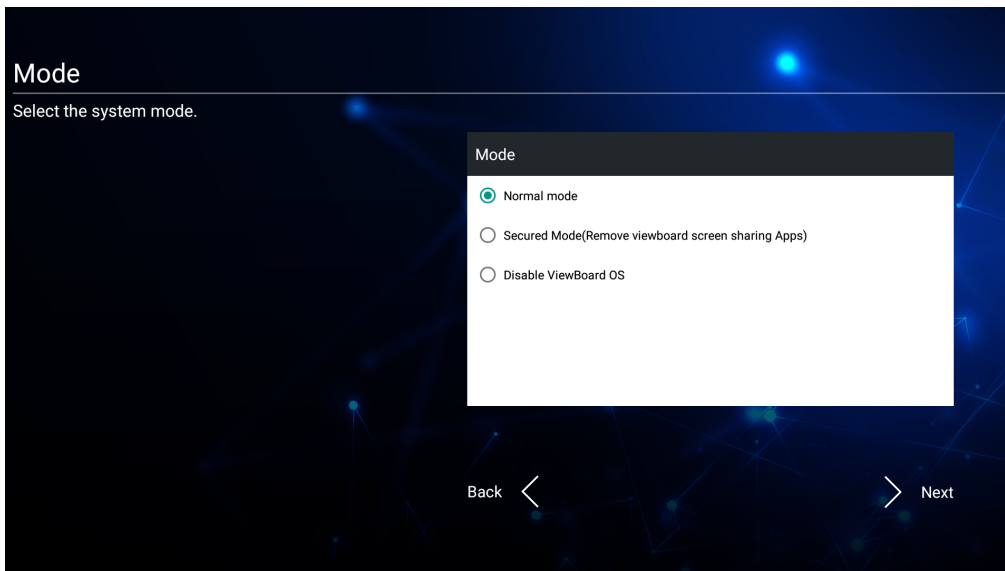 Mode
Select the system mode.
Mode
Normal mode
Secured Mode(Remove viewboard screen sharing Apps)
Disable ViewBoard OS
Back
Next